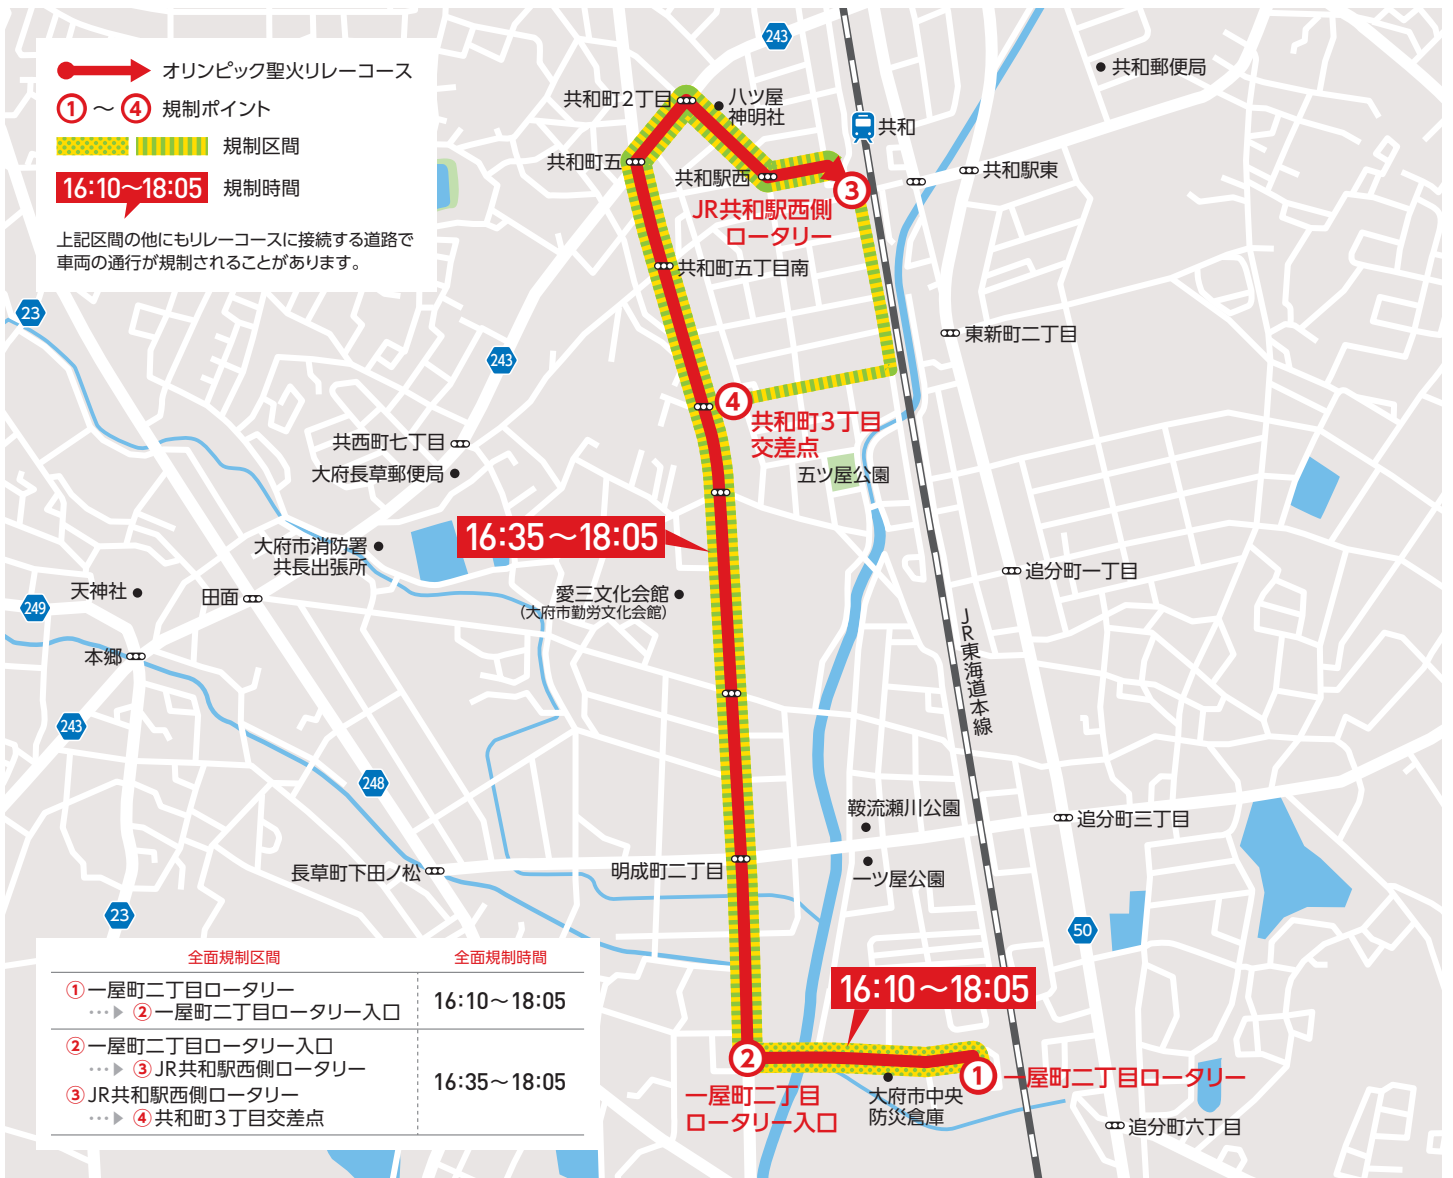 オリンピック聖火リレーコース
①～④ 規制ポイント
規制区間
16:10～18:05 規制時間
上記区間の他にもリレーコースに接続する道路で
車両の通行が規制されることがあります。
243
共和郵便局
共和町2丁目
八ツ屋
神明社
共和
共和町五
共和駅西
共和駅東
③
JR共和駅西側
ロータリー
共和町五丁目南
23
東新町二丁目
243
④
共和町3丁目
交差点
共西町七丁目
大府長草郵便局
五ツ屋公園
16:35～18:05
大府市消防署
共長出張所
追分町一丁目
天神社
田面
愛三文化会館
(大府市勤労文化会館)
249
JR東海道本線
本郷
243
248
鞍流瀬川公園
追分町三丁目
長草町下田ノ松
明成町二丁目
一ツ屋公園
23
50
16:10～18:05
②
①
一屋町二丁目ロータリー
一屋町二丁目
ロータリー入口
大府市中央
防災倉庫
追分町六丁目
全面規制区間 全面規制時間
①一屋町二丁目ロータリー
…▶ ②一屋町二丁目ロータリー入口
16:10～18:05
②一屋町二丁目ロータリー入口
…▶ ③JR共和駅西側ロータリー
③JR共和駅西側ロータリー
…▶ ④共和町3丁目交差点
16:35～18:05